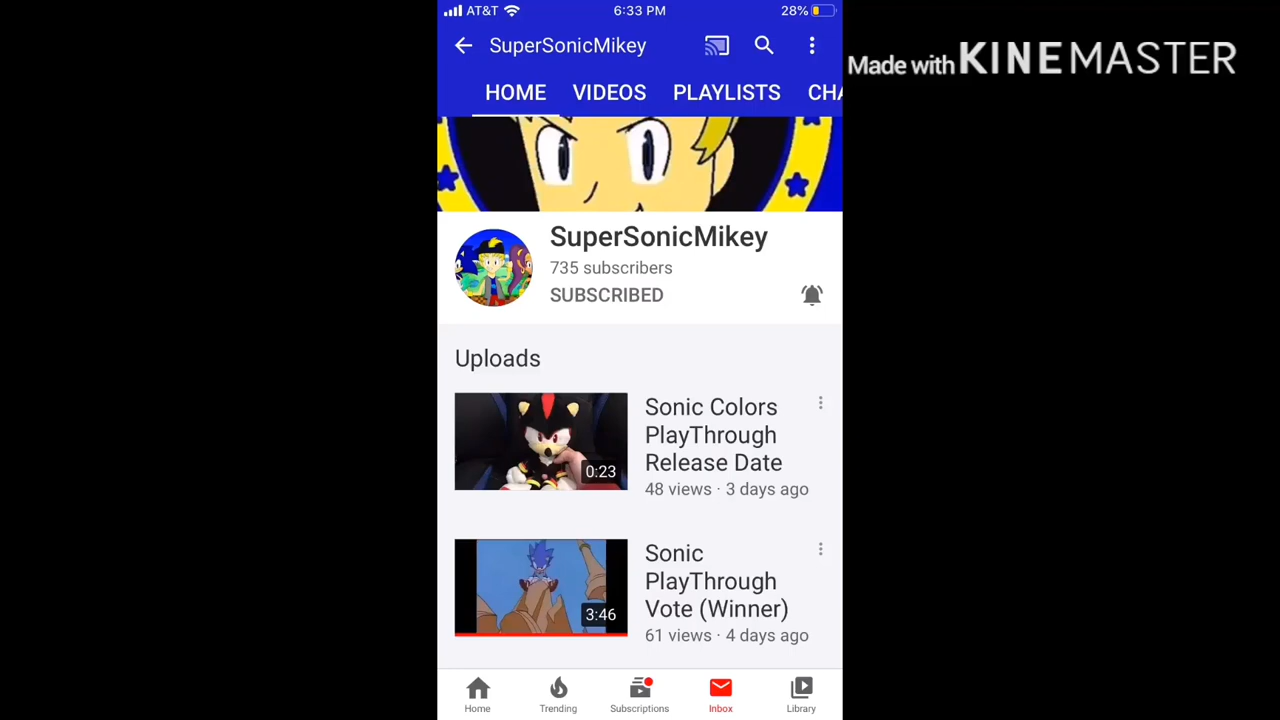 AT&T
6:33 PM
28%
SuperSonicMikey
HOME VIDEOS PLAYLISTS CHA
Made with KINEMASTER
SuperSonicMikey
735 subscribers
SUBSCRIBED
Uploads
Sonic Colors
PlayThrough
Release Date
48 views · 3 days ago
0:23
Sonic
PlayThrough
Vote (Winner)
61 views · 4 days ago
3:46
Home
Trending
Subscriptions
Inbox
Library